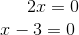 2x = 0
x − 3 = 0